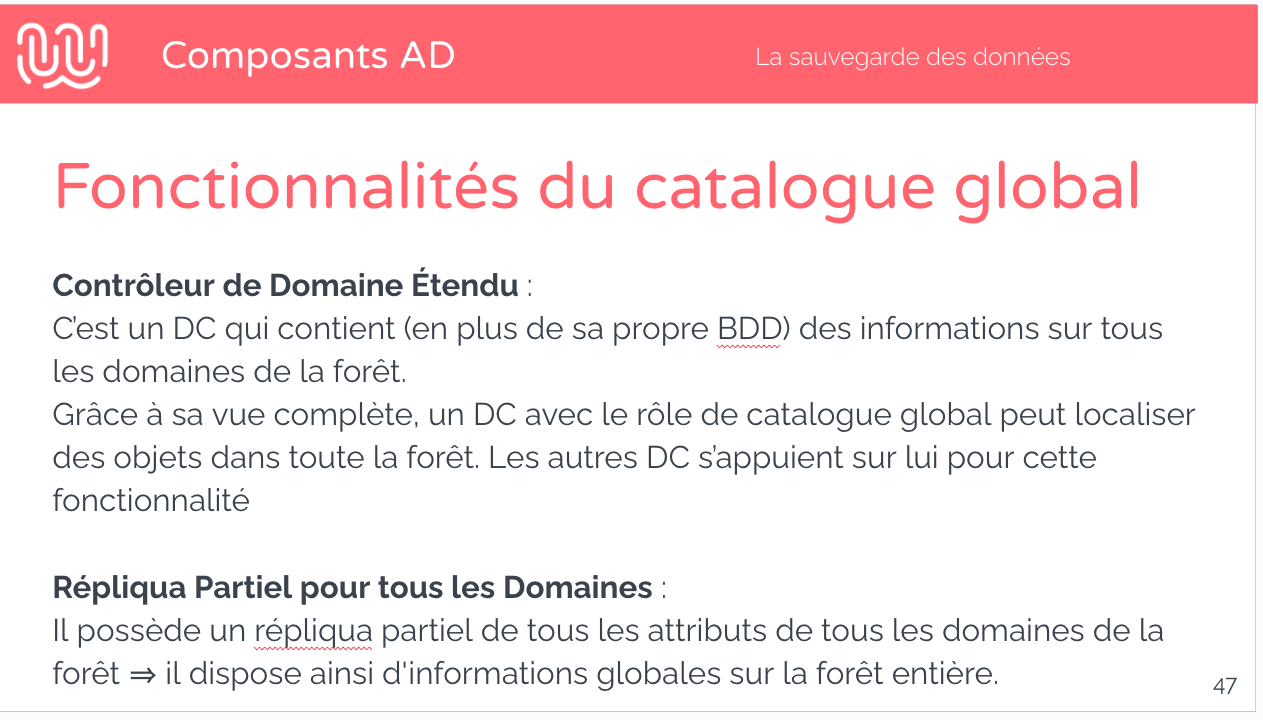 Composants AD
La sauvegarde des données
Fonctionnalités du catalogue global
Contrôleur de Domaine Étendu :
C’est un DC qui contient (en plus de sa propre BDD) des informations sur tous
les domaines de la forêt.
Grâce à sa vue complète, un DC avec le rôle de catalogue global peut localiser
des objets dans toute la forêt. Les autres DC s’appuient sur lui pour cette
fonctionnalité
Répliqua Partiel pour tous les Domaines :
Il possède un répliqua partiel de tous les attributs de tous les domaines de la
forêt ⇒ il dispose ainsi d'informations globales sur la forêt entière.
47